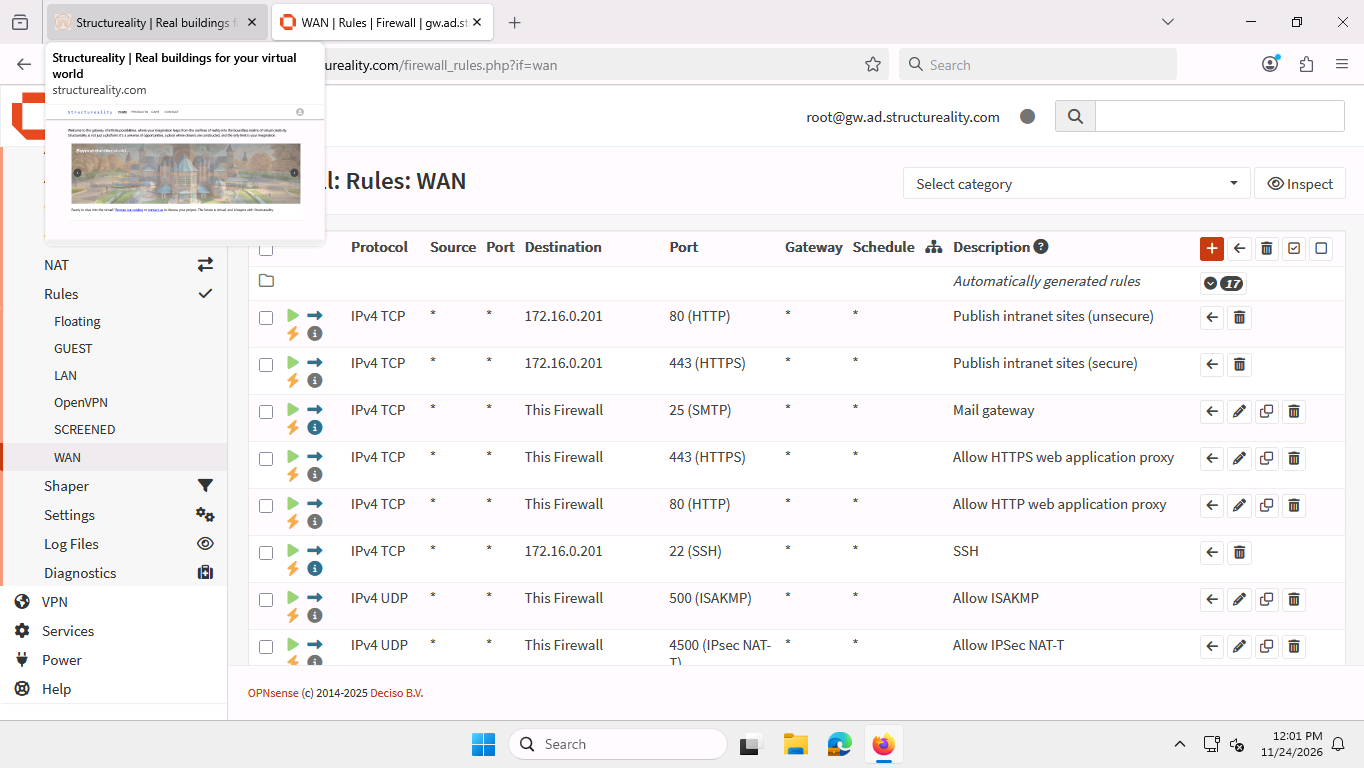 Structureality | Real buildings f
WAN | Rules | Firewall | gw.ad.st
Structureality | Real buildings for your virtual
world
structureality.com
ureality.com/firewall_rules.php?if=wan
Search
root@gw.ad.structureality.com
Structureality HOME PRODUCTS CART CONTACT
l: Rules: WAN
Select category
Inspect
NAT
Rules
Floating
GUEST
LAN
OpenVPN
SCREENED
WAN
Shaper
Settings
Log Files
Diagnostics
VPN
Services
Power
Help
Protocol Source Port Destination Port Gateway Schedule Description
Automatically generated rules 17
IPv4 TCP * * 172.16.0.201 80 (HTTP) * * Publish intranet sites (unsecure)
IPv4 TCP * * 172.16.0.201 443 (HTTPS) * * Publish intranet sites (secure)
IPv4 TCP * * This Firewall 25 (SMTP) * * Mail gateway
IPv4 TCP * * This Firewall 443 (HTTPS) * * Allow HTTPS web application proxy
IPv4 TCP * * This Firewall 80 (HTTP) * * Allow HTTP web application proxy
IPv4 TCP * * 172.16.0.201 22 (SSH) * * SSH
IPv4 UDP * * This Firewall 500 (ISAKMP) * * Allow ISAKMP
IPv4 UDP * * This Firewall 4500 (IPsec NAT- * * Allow IPSec NAT-T
T)
OPNsense (c) 2014-2025 Deciso B.V.
Search
12:01 PM
11/24/2026